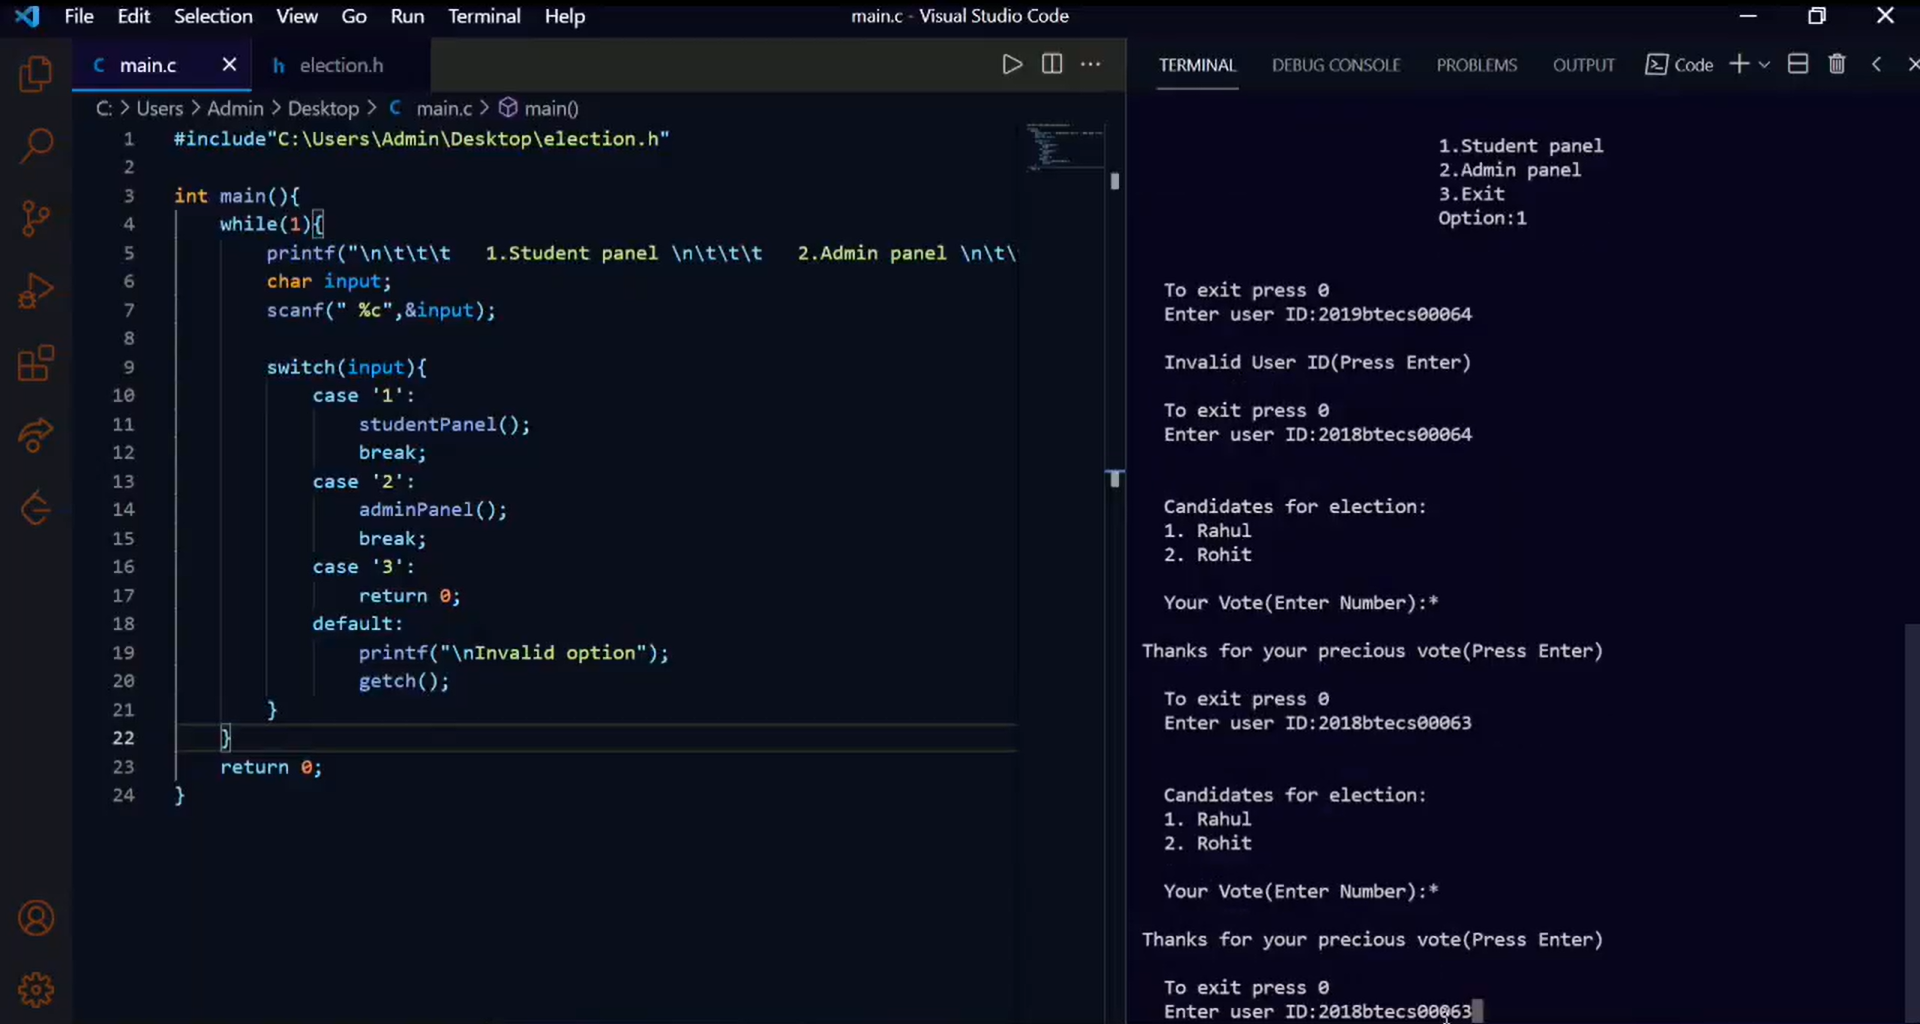 File Edit Selection View Go Run Terminal Help
main.c - Visual Studio Code
C main.c
h election.h
C: > Users > Admin > Desktop > C main.c > main()
1 #include"C:\Users\Admin\Desktop\election.h"
2
3 int main(){
4 while(1){
5 printf("\n\t\t\t   1.Student panel \n\t\t\t   2.Admin panel \n\t\
6 char input;
7 scanf(" %c",&input);
8
9 switch(input){
10 case '1':
11 studentPanel();
12 break;
13 case '2':
14 adminPanel();
15 break;
16 case '3':
17 return 0;
18 default:
19 printf("\nInvalid option");
20 getch();
21 }
22 }
23 return 0;
24 }
TERMINAL DEBUG CONSOLE PROBLEMS OUTPUT Code
1.Student panel
2.Admin panel
3.Exit
Option:1
To exit press 0
Enter user ID:2019btecs00064
Invalid User ID(Press Enter)
To exit press 0
Enter user ID:2018btecs00064
Candidates for election:
1. Rahul
2. Rohit
Your Vote(Enter Number):*
Thanks for your precious vote(Press Enter)
To exit press 0
Enter user ID:2018btecs00063
Candidates for election:
1. Rahul
2. Rohit
Your Vote(Enter Number):*
Thanks for your precious vote(Press Enter)
To exit press 0
Enter user ID:2018btecs00063